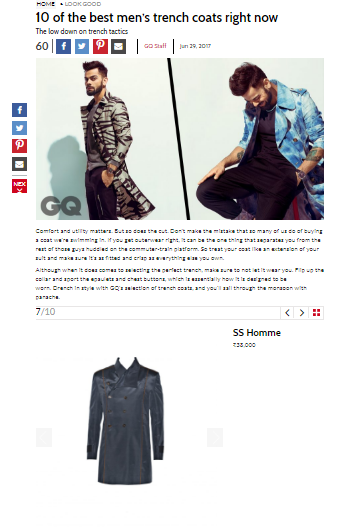 HOME ▸ LOOK GOOD
10 of the best men's trench coats right now
The low down on trench tactics
60 GQ Staff Jun 29, 2017
NEX
GQ
Comfort and utility matters. But so does the cut. Don't make the mistake that so many of us do of buying
a coat we're swimming in. If you get outerwear right, it can be the one thing that separates you from the
rest of those guys huddled on the commuter-train platform. So treat your coat like an extension of your
suit and make sure it's as fitted and crisp as everything else you own.
Although when it does comes to selecting the perfect trench, make sure to not let it wear you. Flip up the
collar and sport the epaulets and chest buttons, which is essentially how it is designed to be
worn. Drench in style with GQ's selection of trench coats, and you'll sail through the monsoon with
panache.
7/10
SS Homme